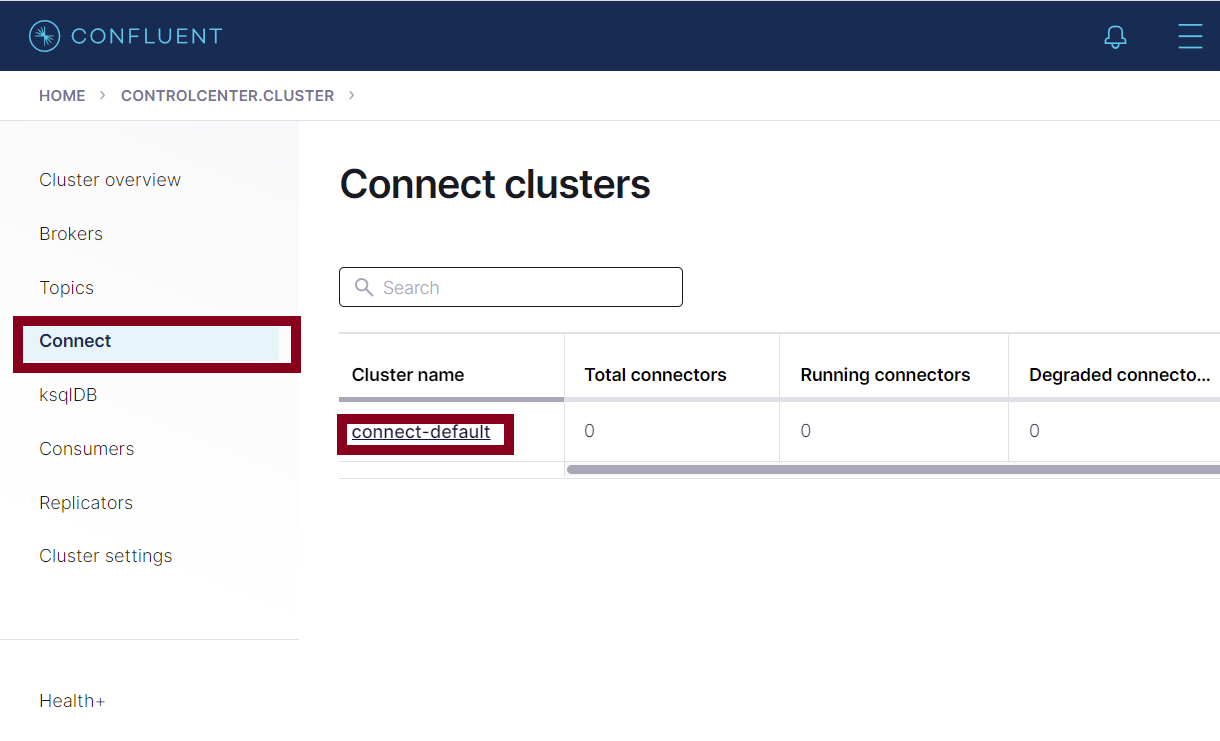 CONFLUENT
HOME > CONTROLCENTER.CLUSTER >
Cluster overview
Brokers
Topics
Connect
ksqlDB
Consumers
Replicators
Cluster settings
Health+
Connect clusters
Search
Cluster name Total connectors Running connectors Degraded connecto...
connect-default 0 0 0